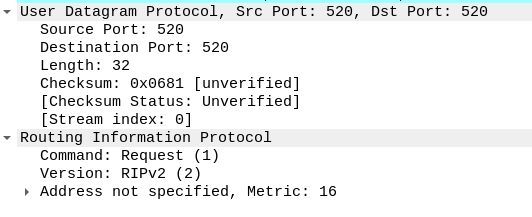 User Datagram Protocol, Src Port: 520, Dst Port: 520
Source Port: 520
Destination Port: 520
Length: 32
Checksum: 0x0681 [unverified]
[Checksum Status: Unverified]
[Stream index: 0]
Routing Information Protocol
Command: Request (1)
Version: RIPv2 (2)
Address not specified, Metric: 16